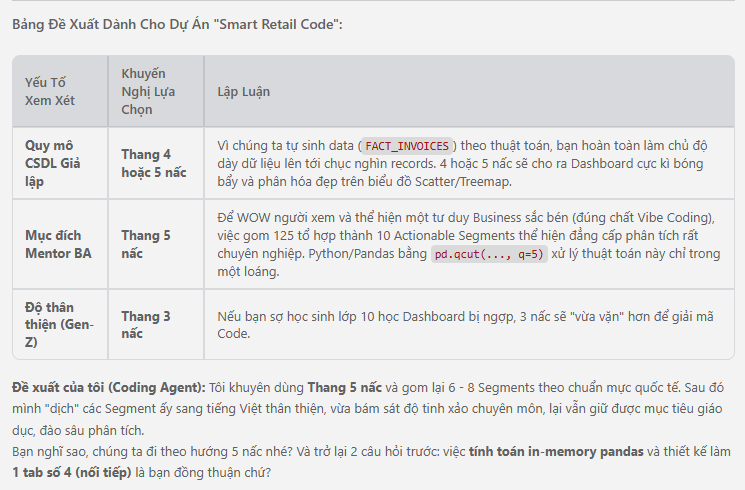 Bảng Đề Xuất Dành Cho Dự Án "Smart Retail Code":
Yếu Tố
Xem Xét
Khuyến
Nghị Lựa
Chọn
Lập Luận
Quy mô
CSDL Giả
lập
Thang 4
hoặc 5 nấc
Vì chúng ta tự sinh data ( FACT_INVOICES ) theo thuật toán, bạn hoàn toàn làm chủ độ
dày dữ liệu lên tới chục nghìn records. 4 hoặc 5 nấc sẽ cho ra Dashboard cực kì bóng
bẩy và phân hóa đẹp trên biểu đồ Scatter/Treemap.
Mục đích
Mentor BA
Thang 5
nấc
Để WOW người xem và thể hiện một tư duy Business sắc bén (đúng chất Vibe Coding),
việc gom 125 tổ hợp thành 10 Actionable Segments thể hiện đẳng cấp phân tích rất
chuyên nghiệp. Python/Pandas bằng pd.qcut(..., q=5) xử lý thuật toán này chỉ trong
một loáng.
Độ thân
thiện (Gen-
Z)
Thang 3
nấc
Nếu bạn sợ học sinh lớp 10 học Dashboard bị ngợp, 3 nấc sẽ "vừa vặn" hơn để giải mã
Code.
Đề xuất của tôi (Coding Agent): Tôi khuyên dùng Thang 5 nấc và gom lại 6 - 8 Segments theo chuẩn mực quốc tế. Sau đó
mình "dịch" các Segment ấy sang tiếng Việt thân thiện, vừa bám sát độ tinh xảo chuyên môn, lại vẫn giữ được mục tiêu giáo
dục, đào sâu phân tích.
Bạn nghĩ sao, chúng ta đi theo hướng 5 nấc nhé? Và trở lại 2 câu hỏi trước: việc tính toán in-memory pandas và thiết kế làm
1 tab số 4 (nối tiếp) là bạn đồng thuận chứ?